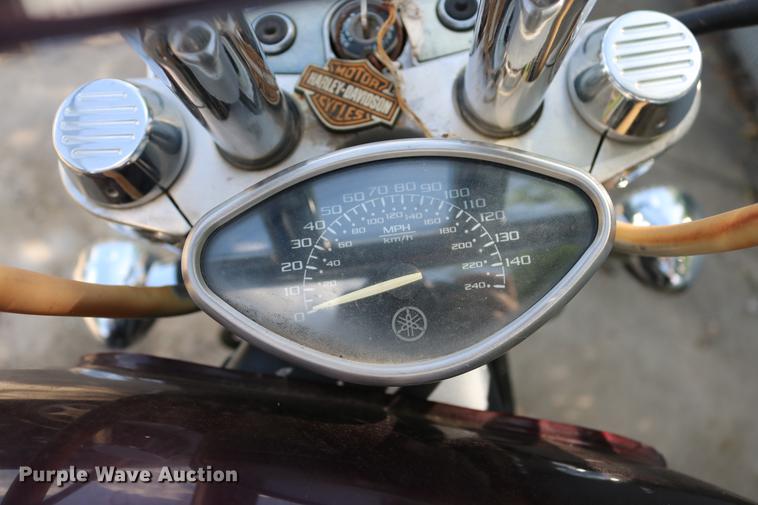 MOTOR
HARLEY-DAVIDSON
CYCLES
0 10 20 30 40 50 60 70 80 90 100 110 120 130 140
20 40 60 80 100 120 140 160 180 200 220 240
MPH
km/h
Purple Wave Auction